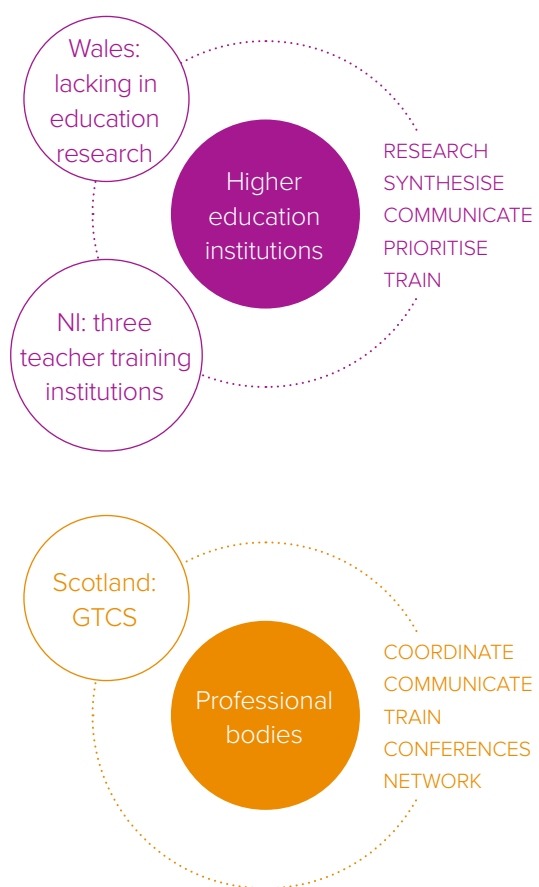 Wales:
lacking in
education
research
Higher
education
institutions
RESEARCH
SYNTHESISE
COMMUNICATE
PRIORITISE
TRAIN
NI: three
teacher training
institutions
Scotland:
GTCS
Professional
bodies
COORDINATE
COMMUNICATE
TRAIN
CONFERENCES
NETWORK